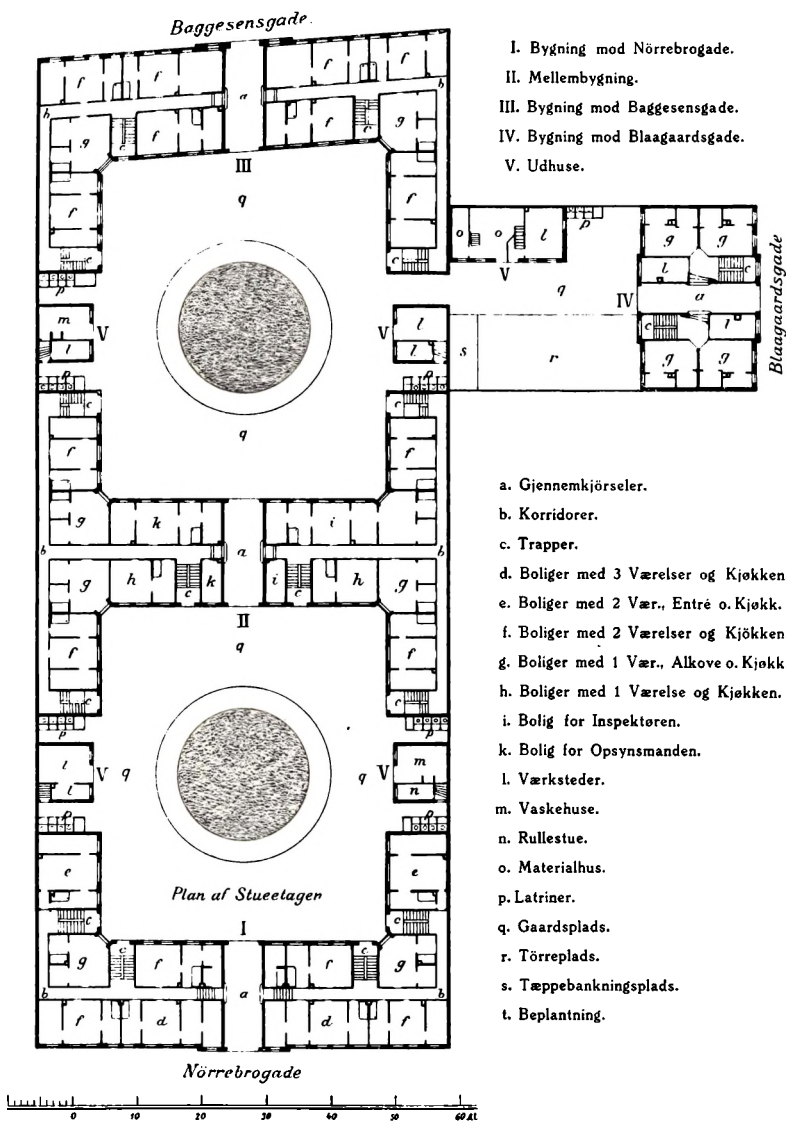 Baggesensgade.
I. Bygning mod Nörrebrogade.
II. Mellembygning.
III. Bygning mod Baggesensgade.
IV. Bygning mod Blaagaardsgade.
V. Udhuse.
f f f f
b a b
g f c f c g
III
f q f
c c
p
o o l p
V
g g
l c
q IV a
Blaagaardsgade
c l
g g
s r
m V V l
l l
p p
c c
q
f f
g k i g
b a b
g h c k i c h g
II
q
f f
c c
p p
l V q q V m
l n
p p
e e
Plan af Stueetagen
c c
I
g c f f c g
b a b
f d d f
Nörrebrogade
0 10 20 30 40 50 60 Al.
a. Gjennemkjörseler.
b. Korridorer.
c. Trapper.
d. Boliger med 3 Værelser og Kjøkken
e. Boliger med 2 Vær., Entré o. Kjøkk.
f. Boliger med 2 Værelser og Kjökken
g. Boliger med 1 Vær., Alkove o. Kjøkk
h. Boliger med 1 Værelse og Kjøkken.
i. Bolig for Inspektøren.
k. Bolig for Opsynsmanden.
l. Værksteder.
m. Vaskehuse.
n. Rullestue.
o. Materialhus.
p. Latriner.
q. Gaardsplads.
r. Törreplads.
s. Tæppebankningsplads.
t. Beplantning.